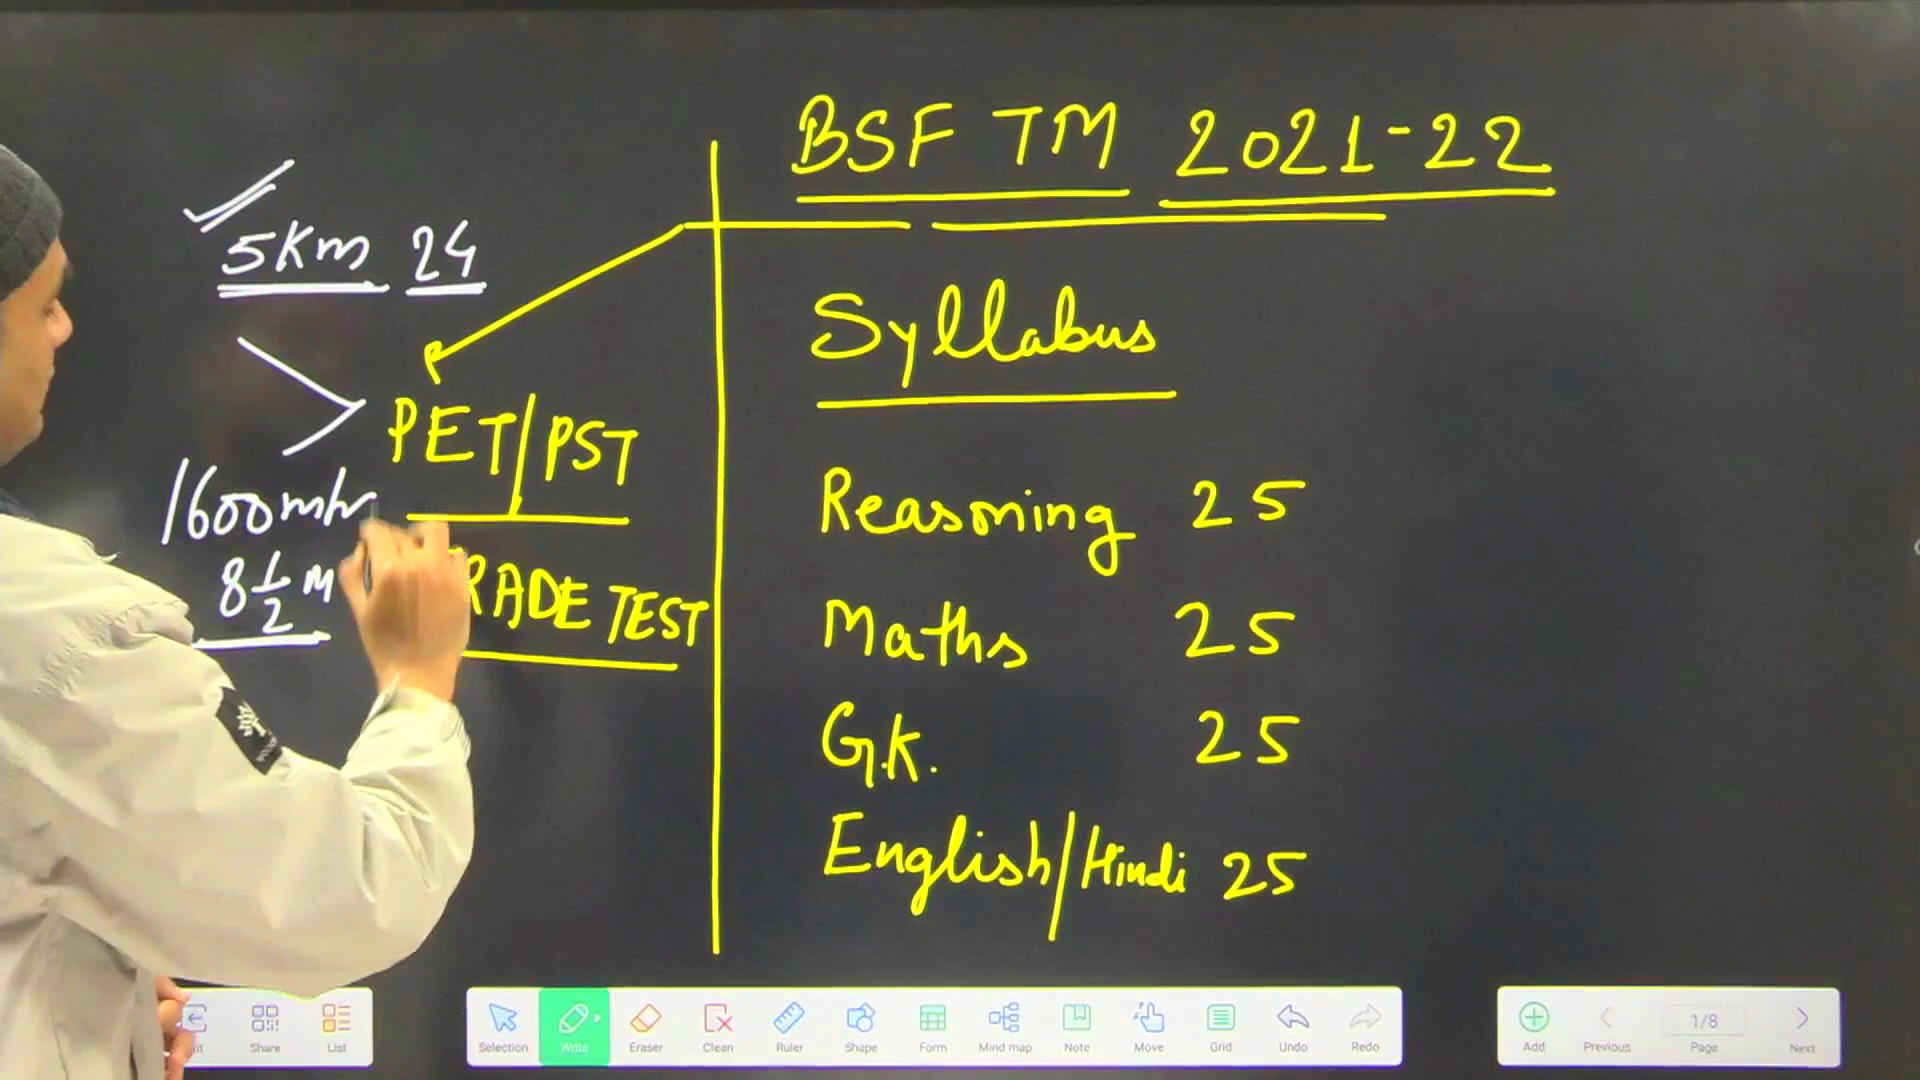 BSF TM 2021-22
5Km 24
Syllabus
PET/PST
Reasoning 25
1600mtr
8 1/2 M
TRADE TEST
Maths 25
G.K. 25
English/Hindi 25
Share
List
Selection
Write
Eraser
Clean
Ruler
Shape
Form
Mind map
Note
Move
Grid
Undo
Redo
Add
Previous
1/8
Page
Next